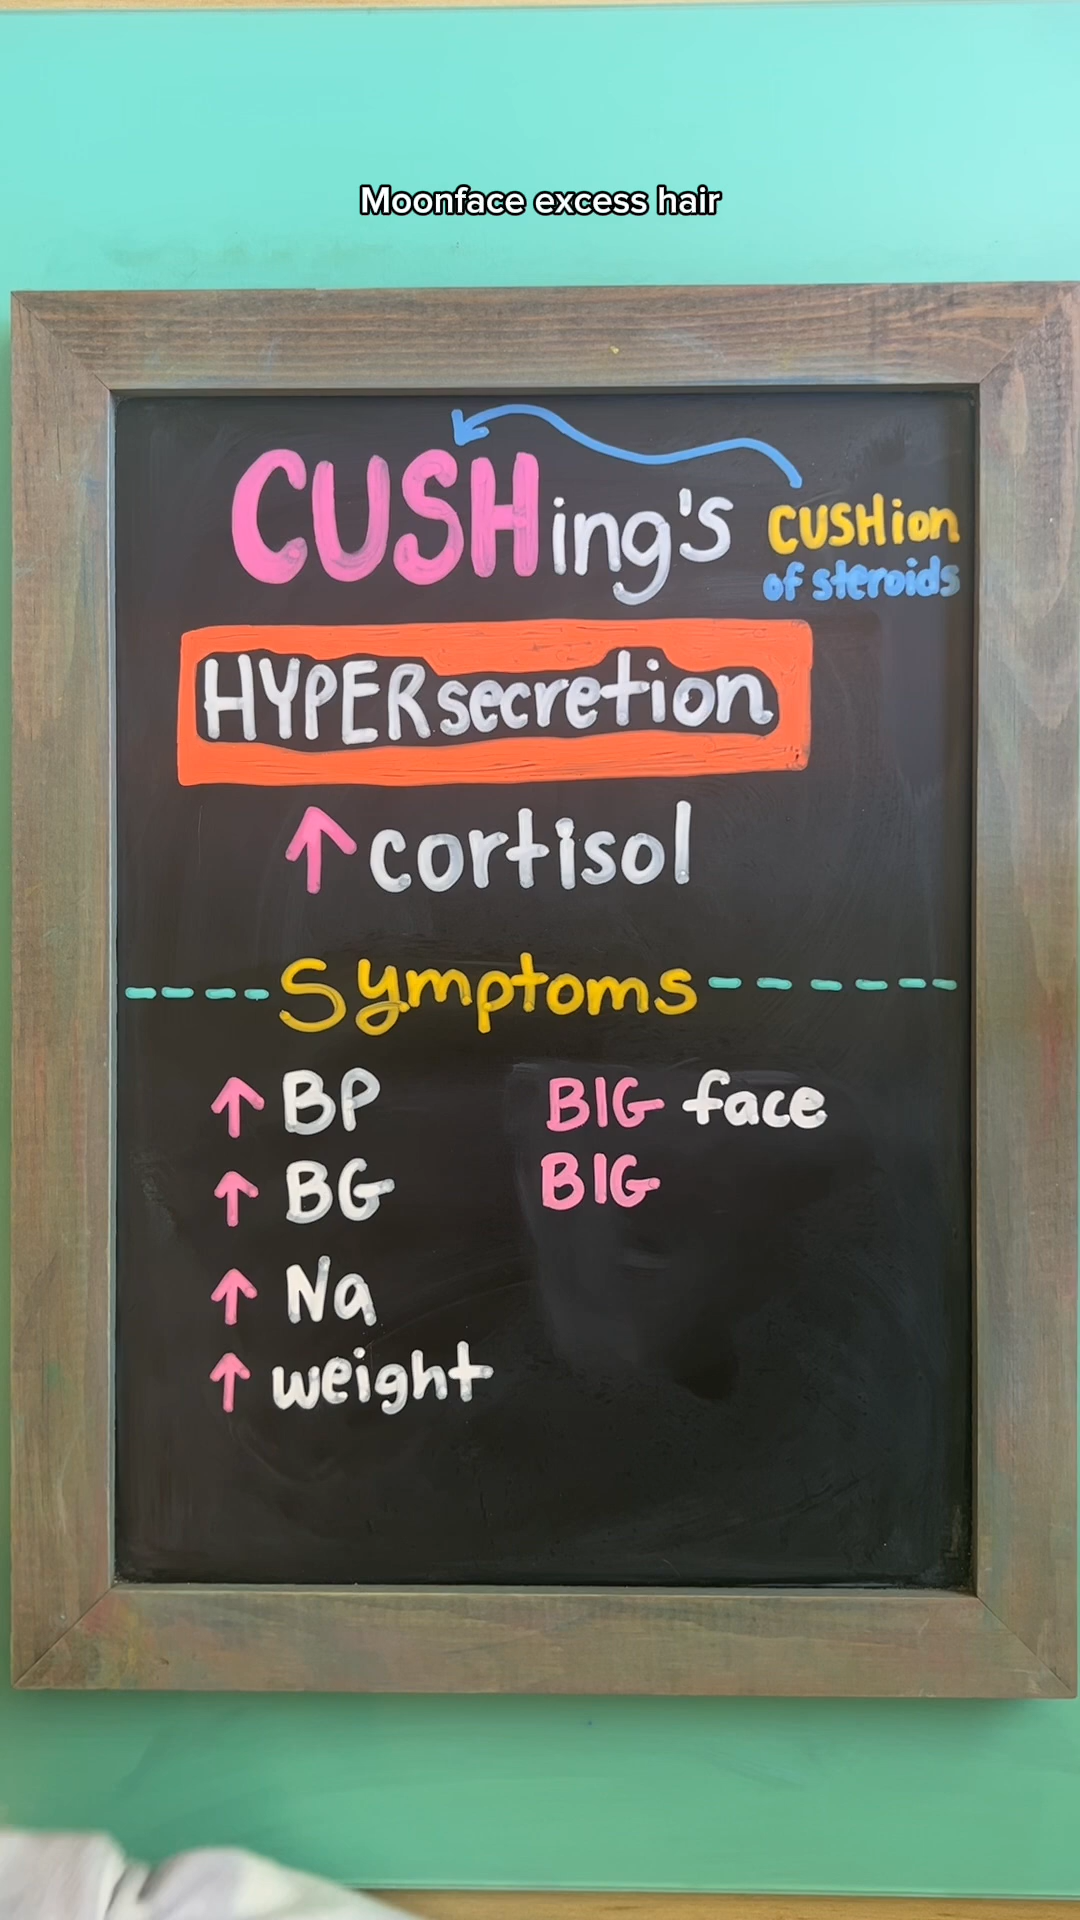 Moonface excess hair
CUSHing's
CUSHion
of steroids
HYPERsecretion
↑ cortisol
Symptoms
↑ BP
↑ BG
↑ Na
↑ weight
BIG face
BIG